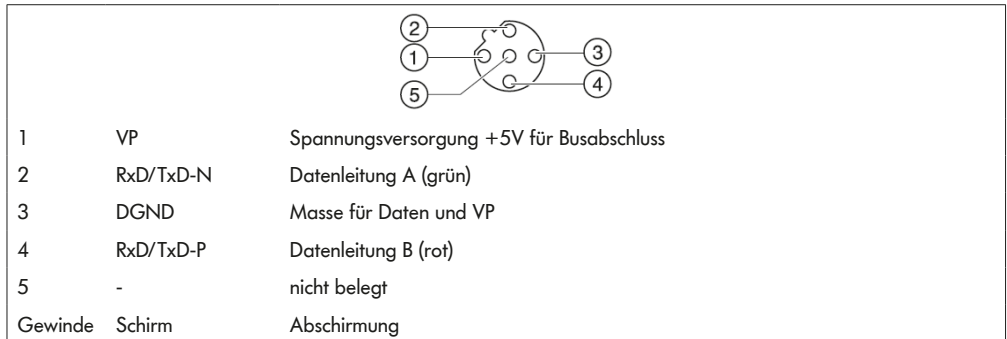 2
1
3
5
4
1 VP Spannungsversorgung +5V für Busabschluss
2 RxD/TxD-N Datenleitung A (grün)
3 DGND Masse für Daten und VP
4 RxD/TxD-P Datenleitung B (rot)
5 - nicht belegt
Gewinde Schirm Abschirmung